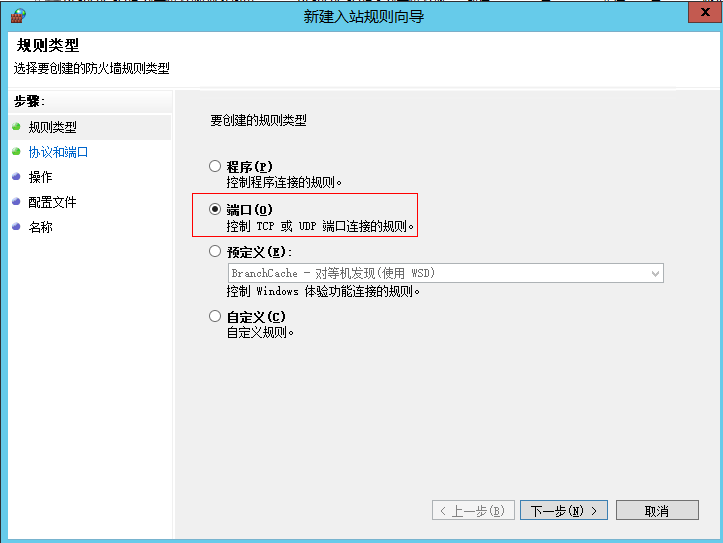 新建入站规则向导
x
规则类型
选择要创建的防火墙规则类型
步骤:
规则类型
协议和端口
操作
配置文件
名称
要创建的规则类型
程序(P)
控制程序连接的规则。
端口(O)
控制 TCP 或 UDP 端口连接的规则。
预定义(E):
BranchCache - 对等机发现(使用 WSD)
控制 Windows 体验功能连接的规则。
自定义(C)
自定义规则。
< 上一步(B)
下一步(N) >
取消